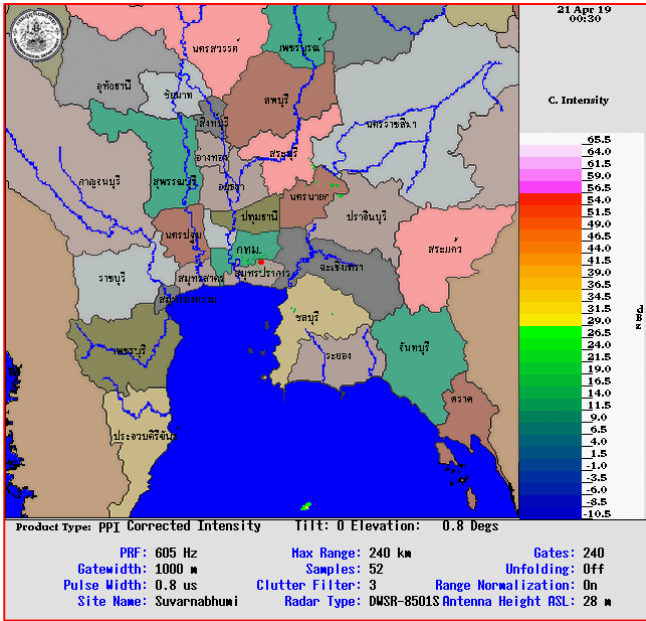 21 Apr 19
00:30
C. Intensity
65.5
64.0
61.5
59.0
56.5
54.0
51.5
49.0
46.5
44.0
41.5
39.0
36.5
34.5
31.5
29.0
26.5
24.0
21.5
19.0
16.5
14.0
11.5
9.0
6.5
4.0
1.5
-1.0
-3.5
-6.0
-8.5
-10.5
นครสวรรค์
เพชรบูรณ์
อุทัยธานี
ชัยนาท
ลพบุรี
สิงห์บุรี
นครราชสีมา
อ่างทอง
สระบุรี
กาญจนบุรี
สุพรรณบุรี
อยุธยา
นครนายก
ปราจีนบุรี
ปทุมธานี
นครปฐม
กทม.
สระแก้ว
ราชบุรี
สมุทรสาคร
สมุทรปราการ
ฉะเชิงเทรา
ชลบุรี
เพชรบุรี
ระยอง
จันทบุรี
ตราด
ประจวบคีรีขันธ์
Product Type: PPI Corrected Intensity Tilt: 0 Elevation: 0.8 Degs
PRF: 605 Hz Max Range: 240 km Gates: 240
Gatewidth: 1000 m Samples: 52 Unfolding: Off
Pulse Width: 0.8 us Clutter Filter: 3 Range Normalization: On
Site Name: Suvarnabhumi Radar Type: DWSR-8501S Antenna Height ASL: 28 m